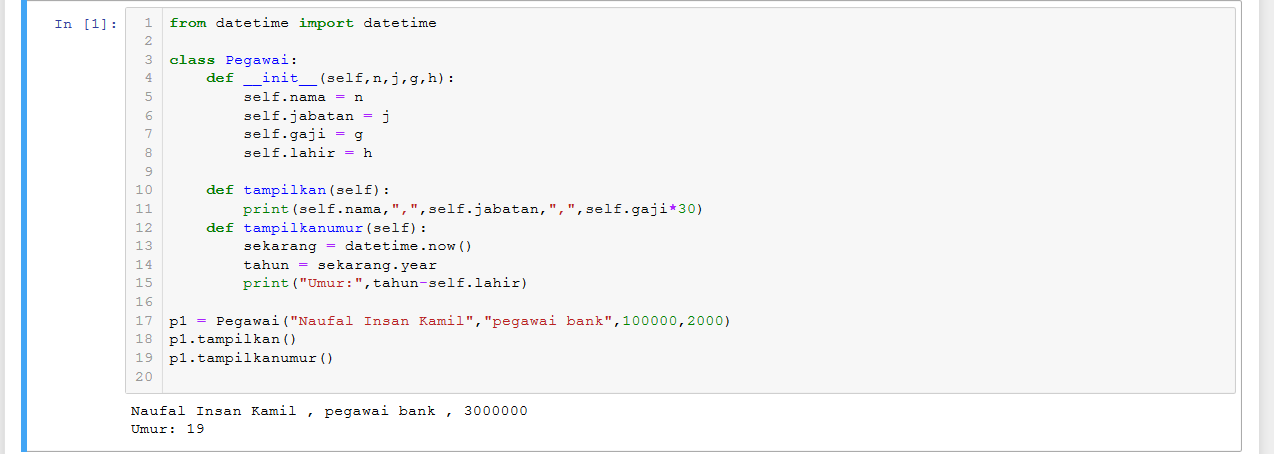 In [1]:
1 from datetime import datetime
2
3 class Pegawai:
4     def __init__(self,n,j,g,h):
5         self.nama = n
6         self.jabatan = j
7         self.gaji = g
8         self.lahir = h
9
10     def tampilkan(self):
11         print(self.nama,",",self.jabatan,",",self.gaji*30)
12     def tampilkanumur(self):
13         sekarang = datetime.now()
14         tahun = sekarang.year
15         print("Umur:",tahun-self.lahir)
16
17 p1 = Pegawai("Naufal Insan Kamil","pegawai bank",100000,2000)
18 p1.tampilkan()
19 p1.tampilkanumur()
20
Naufal Insan Kamil , pegawai bank , 3000000
Umur: 19